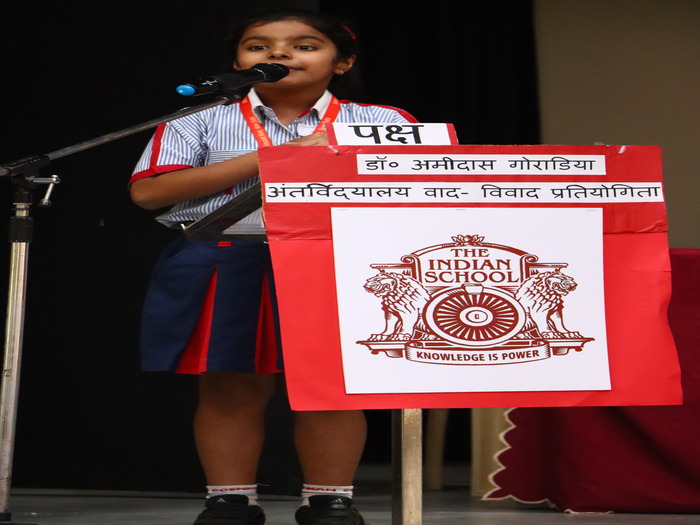 पक्ष
डॉ० अमीदास गोराडिया
अंतर्विद्यालय वाद- विवाद प्रतियोगिता
THE
INDIAN
SCHOOL
KNOWLEDGE IS POWER